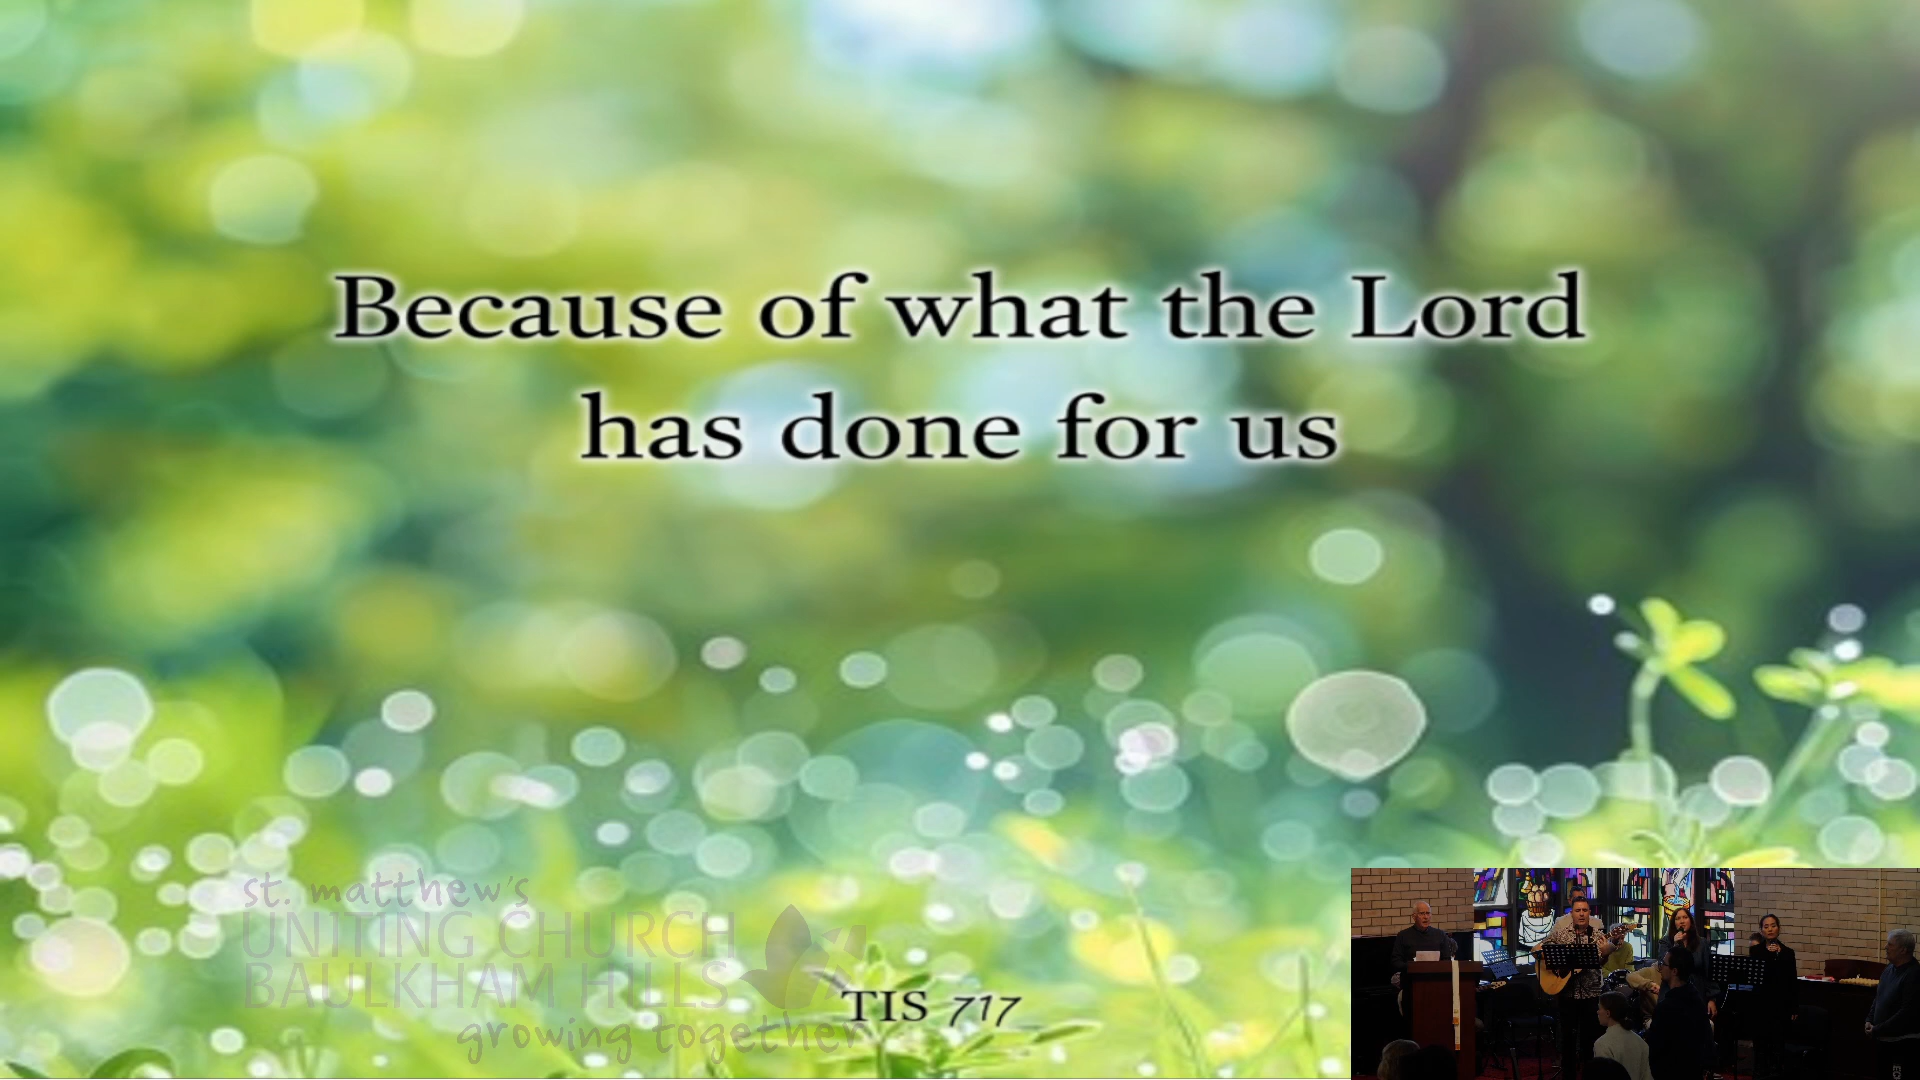 Because of what the Lord
has done for us
st. matthew's
UNITING CHURCH
BAULKHAM HILLS
growing together
TIS 717